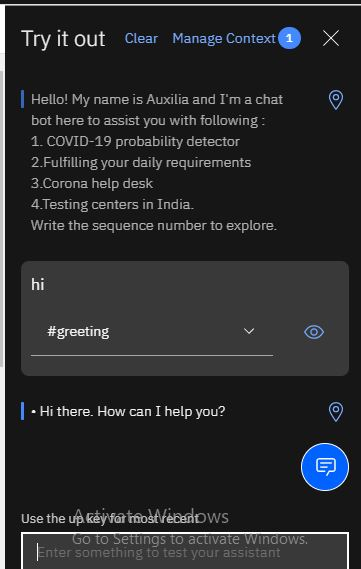 Try it out Clear Manage Context 1
Hello! My name is Auxilia and I'm a chat
bot here to assist you with following :
1. COVID-19 probability detector
2.Fulfilling your daily requirements
3.Corona help desk
4.Testing centers in India.
Write the sequence number to explore.
hi
#greeting
• Hi there. How can I help you?
Activate Windows
Use the up key for most recent
Go to Settings to activate Windows.
Enter something to test your assistant